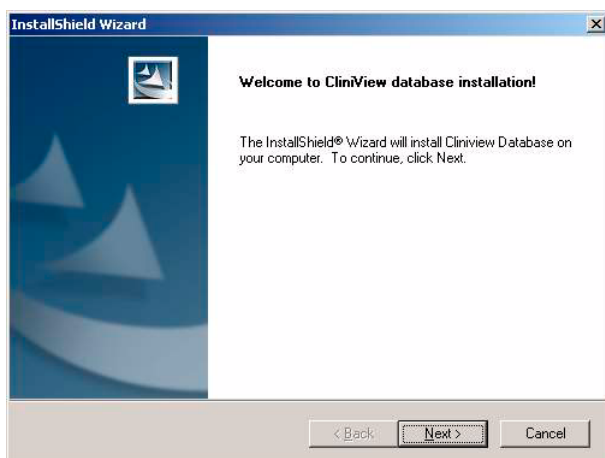 InstallShield Wizard
Welcome to CliniView database installation!
The InstallShield® Wizard will install Cliniview Database on
your computer. To continue, click Next.
< Back
Next >
Cancel